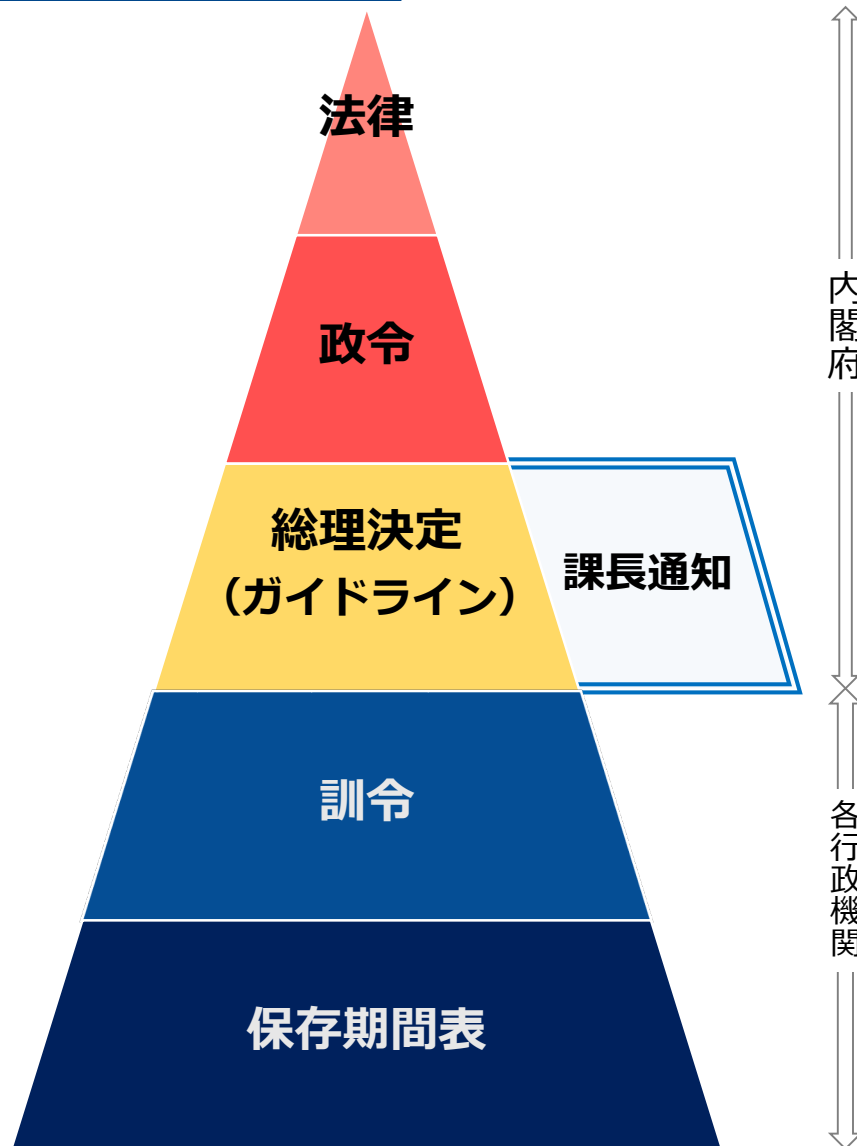 法律
政令
総理決定
（ガイドライン）
課長通知
訓令
保存期間表
内閣府
各行政機関